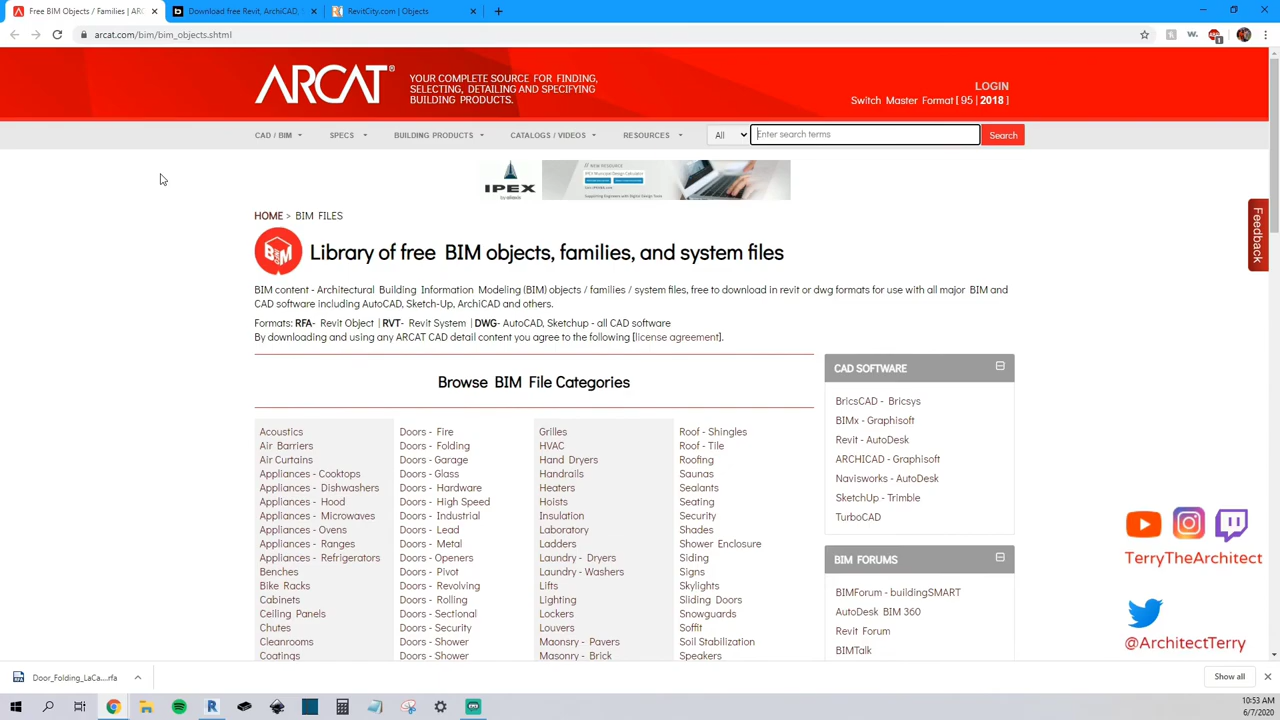 Free BIM Objects / Families | ARC
Download free Revit, ArchiCAD, S
RevitCity.com | Objects
arcat.com/bim/bim_objects.shtml
ARCAT®
YOUR COMPLETE SOURCE FOR FINDING,
SELECTING, DETAILING AND SPECIFYING
BUILDING PRODUCTS.
LOGIN
Switch Master Format [ 95 | 2018 ]
CAD / BIM
SPECS
BUILDING PRODUCTS
CATALOGS / VIDEOS
RESOURCES
All
Enter search terms
Search
IPEX
by aliaxis
// NEW RESOURCE
Supporting Engineers with Digital Design Tools
HOME > BIM FILES
BIM
Library of free BIM objects, families, and system files
BIM content - Architectural Building Information Modeling (BIM) objects / families / system files, free to download in revit or dwg formats for use with all major BIM and
CAD software including AutoCAD, Sketch-Up, ArchiCAD and others.
Formats: RFA- Revit Object | RVT- Revit System | DWG- AutoCAD, Sketchup - all CAD software
By downloading and using any ARCAT CAD detail content you agree to the following [license agreement].
Browse BIM File Categories
Acoustics
Air Barriers
Air Curtains
Appliances - Cooktops
Appliances - Dishwashers
Appliances - Hood
Appliances - Microwaves
Appliances - Ovens
Appliances - Ranges
Appliances - Refrigerators
Benches
Bike Racks
Cabinets
Ceiling Panels
Chutes
Cleanrooms
Coatings
Doors - Fire
Doors - Folding
Doors - Garage
Doors - Glass
Doors - Hardware
Doors - High Speed
Doors - Industrial
Doors - Lead
Doors - Metal
Doors - Openers
Doors - Pivot
Doors - Revolving
Doors - Rolling
Doors - Sectional
Doors - Security
Doors - Shower
Doors - Shower
Grilles
HVAC
Hand Dryers
Handrails
Heaters
Hoists
Insulation
Laboratory
Ladders
Laundry - Dryers
Laundry - Washers
Lifts
Lighting
Lockers
Louvers
Maonsry - Pavers
Masonry - Brick
Roof - Shingles
Roof - Tile
Roofing
Saunas
Sealants
Seating
Security
Shades
Shower Enclosure
Siding
Signs
Skylights
Sliding Doors
Snowguards
Soffit
Soil Stabilization
Speakers
CAD SOFTWARE
BricsCAD - Bricsys
BIMx - Graphisoft
Revit - AutoDesk
ARCHICAD - Graphisoft
Navisworks - AutoDesk
SketchUp - Trimble
TurboCAD
BIM FORUMS
BIMForum - buildingSMART
AutoDesk BIM 360
Revit Forum
BIMTalk
Feedback
TerryTheArchitect
@ArchitectTerry
Door_Folding_LaCa....rfa
Show all
10:53 AM
6/7/2020